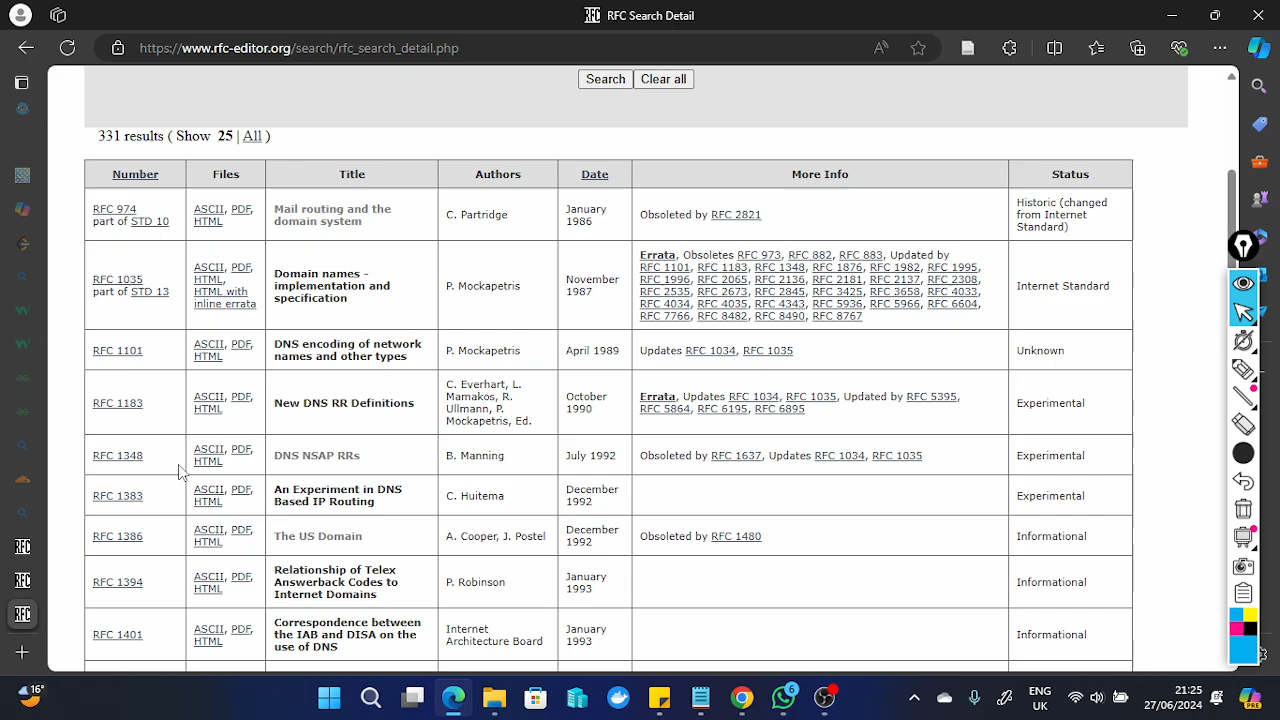 RFC Search Detail
https://www.rfc-editor.org/search/rfc_search_detail.php
Search Clear all
331 results ( Show 25 | All )
Number Files Title Authors Date More Info Status
RFC 974
part of STD 10
ASCII, PDF,
HTML
Mail routing and the
domain system
C. Partridge
January
1986
Obsoleted by RFC 2821
Historic (changed
from Internet
Standard)
RFC 1035
part of STD 13
ASCII, PDF,
HTML,
HTML with
inline errata
Domain names -
implementation and
specification
P. Mockapetris
November
1987
Errata, Obsoletes RFC 973, RFC 882, RFC 883, Updated by
RFC 1101, RFC 1183, RFC 1348, RFC 1876, RFC 1982, RFC 1995,
RFC 1996, RFC 2065, RFC 2136, RFC 2181, RFC 2137, RFC 2308,
RFC 2535, RFC 2673, RFC 2845, RFC 3425, RFC 3658, RFC 4033,
RFC 4034, RFC 4035, RFC 4343, RFC 5936, RFC 5966, RFC 6604,
RFC 7766, RFC 8482, RFC 8490, RFC 8767
Internet Standard
RFC 1101
ASCII, PDF,
HTML
DNS encoding of network
names and other types
P. Mockapetris
April 1989
Updates RFC 1034, RFC 1035
Unknown
RFC 1183
ASCII, PDF,
HTML
New DNS RR Definitions
C. Everhart, L.
Mamakos, R.
Ullmann, P.
Mockapetris, Ed.
October
1990
Errata, Updates RFC 1034, RFC 1035, Updated by RFC 5395,
RFC 5864, RFC 6195, RFC 6895
Experimental
RFC 1348
ASCII, PDF,
HTML
DNS NSAP RRs
B. Manning
July 1992
Obsoleted by RFC 1637, Updates RFC 1034, RFC 1035
Experimental
RFC 1383
ASCII, PDF,
HTML
An Experiment in DNS
Based IP Routing
C. Huitema
December
1992
Experimental
RFC 1386
ASCII, PDF,
HTML
The US Domain
A. Cooper, J. Postel
December
1992
Obsoleted by RFC 1480
Informational
RFC 1394
ASCII, PDF,
HTML
Relationship of Telex
Answerback Codes to
Internet Domains
P. Robinson
January
1993
Informational
RFC 1401
ASCII, PDF,
HTML
Correspondence between
the IAB and DISA on the
use of DNS
Internet
Architecture Board
January
1993
Informational
RFC
RFC
RFC
RFC
16°
6
ENG
UK
21:25
27/06/2024
PRE